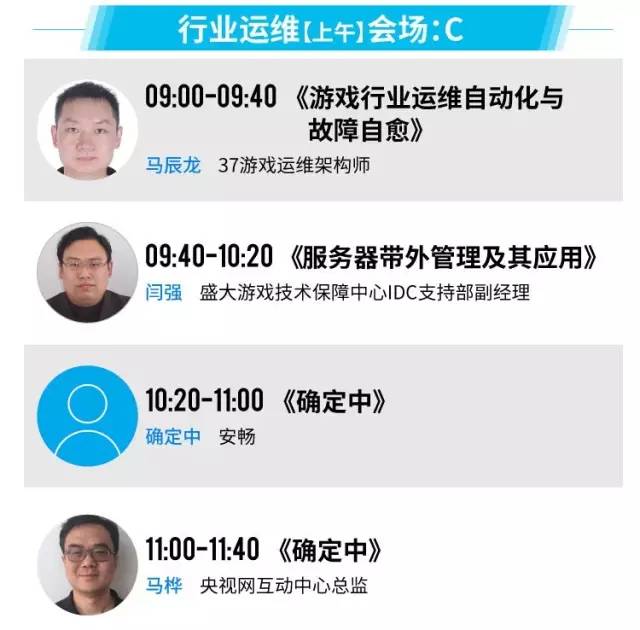 行业运维【上午】会场：C
09:00-09:40 《游戏行业运维自动化与
故障自愈》
马辰龙 37游戏运维架构师
09:40-10:20 《服务器带外管理及其应用》
闫强 盛大游戏技术保障中心IDC支持部副经理
10:20-11:00 《确定中》
确定中 安畅
11:00-11:40 《确定中》
马桦 央视网互动中心总监